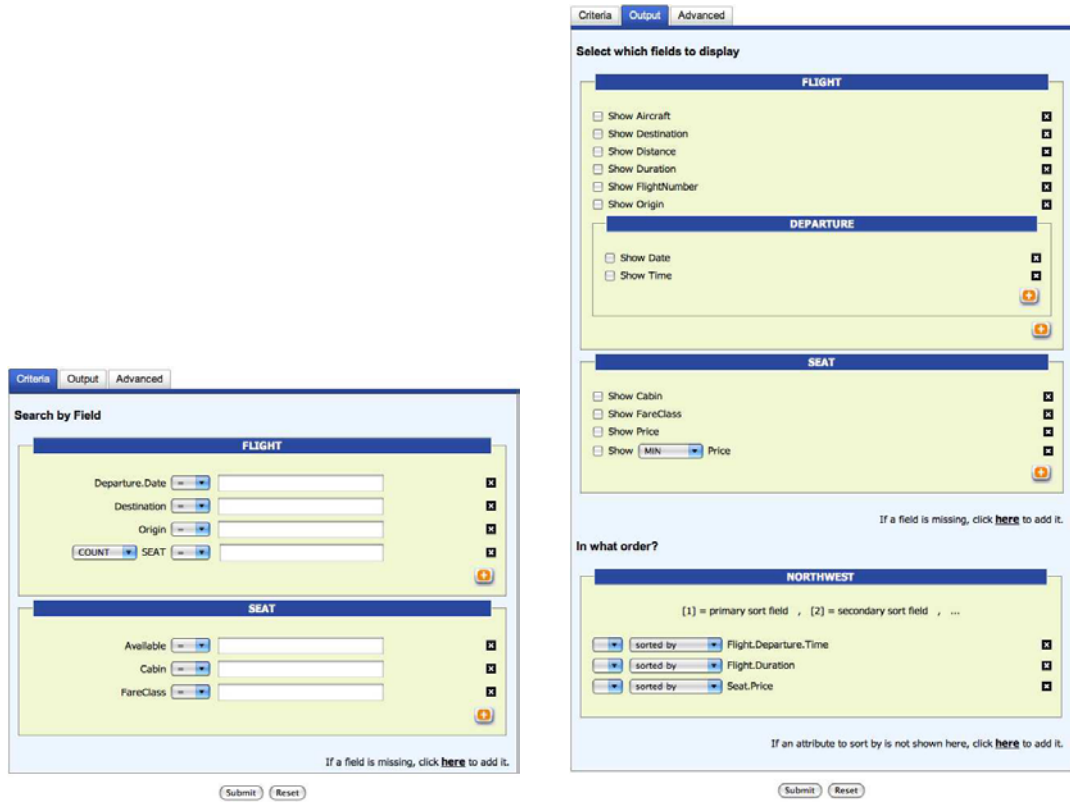 Criteria Output Advanced
Search by Field
FLIGHT
Departure.Date =
Destination =
Origin =
COUNT SEAT =
SEAT
Available =
Cabin =
FareClass =
If a field is missing, click here to add it.
Submit Reset
Criteria Output Advanced
Select which fields to display
FLIGHT
Show Aircraft
Show Destination
Show Distance
Show Duration
Show FlightNumber
Show Origin
DEPARTURE
Show Date
Show Time
SEAT
Show Cabin
Show FareClass
Show Price
Show MIN Price
If a field is missing, click here to add it.
In what order?
NORTHWEST
[1] = primary sort field , [2] = secondary sort field , ...
sorted by Flight.Departure.Time
sorted by Flight.Duration
sorted by Seat.Price
If an attribute to sort by is not shown here, click here to add it.
Submit Reset